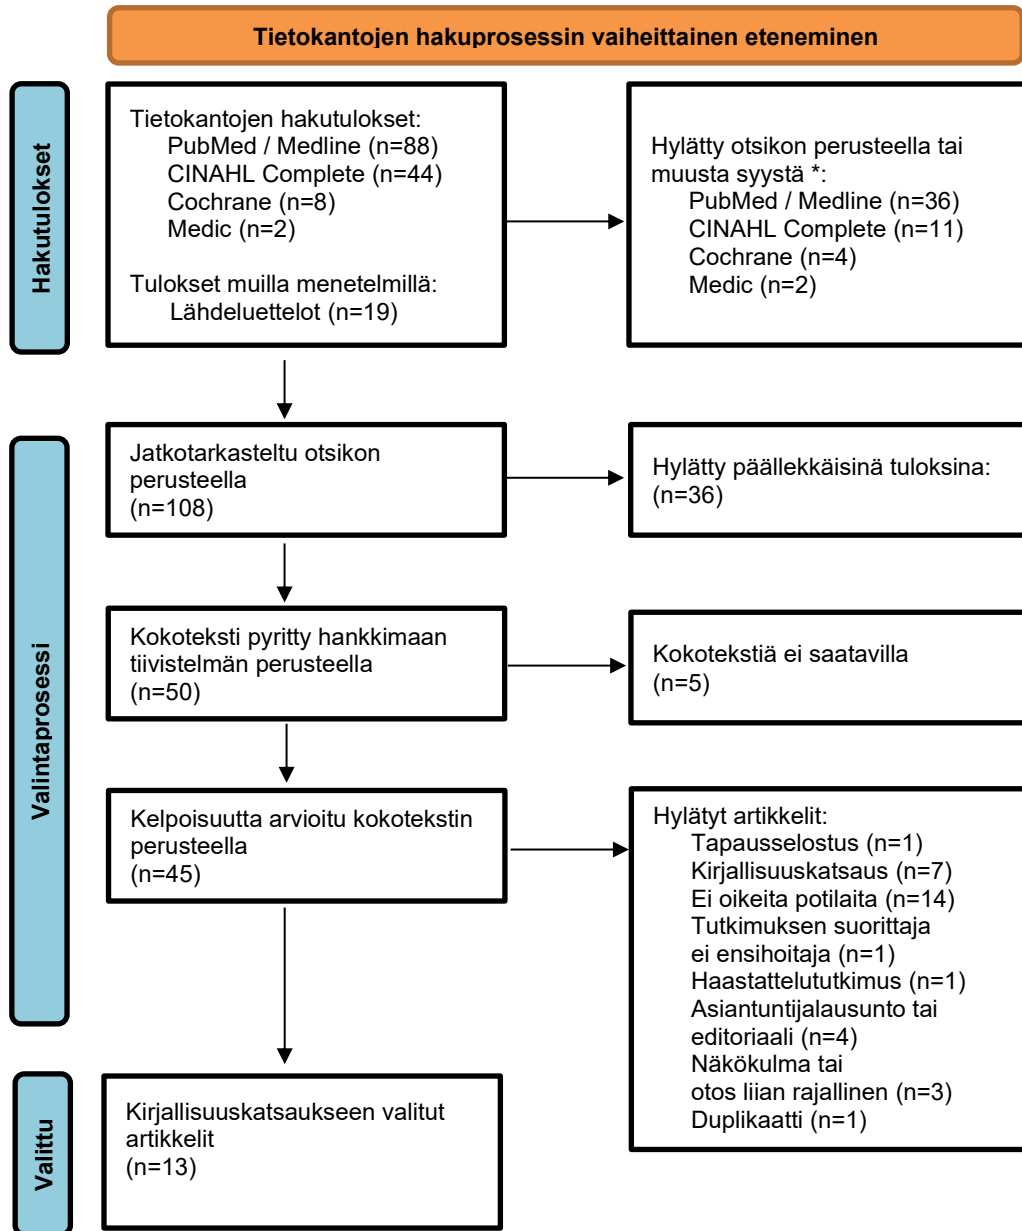 Tietokantojen hakuprosessin vaiheittainen eteneminen
Hakutulokset
Tietokantojen hakutulokset:
PubMed / Medline (n=88)
CINAHL Complete (n=44)
Cochrane (n=8)
Medic (n=2)
Tulokset muilla menetelmillä:
Lähdeluettelot (n=19)
Hylätty otsikon perusteella tai
muusta syystä *:
PubMed / Medline (n=36)
CINAHL Complete (n=11)
Cochrane (n=4)
Medic (n=2)
Valintaprosessi
Jatkotarkasteltu otsikon
perusteella
(n=108)
Hylätty päällekkäisinä tuloksina:
(n=36)
Kokoteksti pyritty hankkimaan
tiivistelmän perusteella
(n=50)
Kokotekstiä ei saatavilla
(n=5)
Kelpoisuutta arvioitu kokotekstin
perusteella
(n=45)
Hylätyt artikkelit:
Tapausselostus (n=1)
Kirjallisuuskatsaus (n=7)
Ei oikeita potilaita (n=14)
Tutkimuksen suorittaja
ei ensihoitaja (n=1)
Haastattelututkimus (n=1)
Asiantuntijalausunto tai
editoriaali (n=4)
Näkökulma tai
otos liian rajallinen (n=3)
Duplikaatti (n=1)
Valittu
Kirjallisuuskatsaukseen valitut
artikkelit
(n=13)